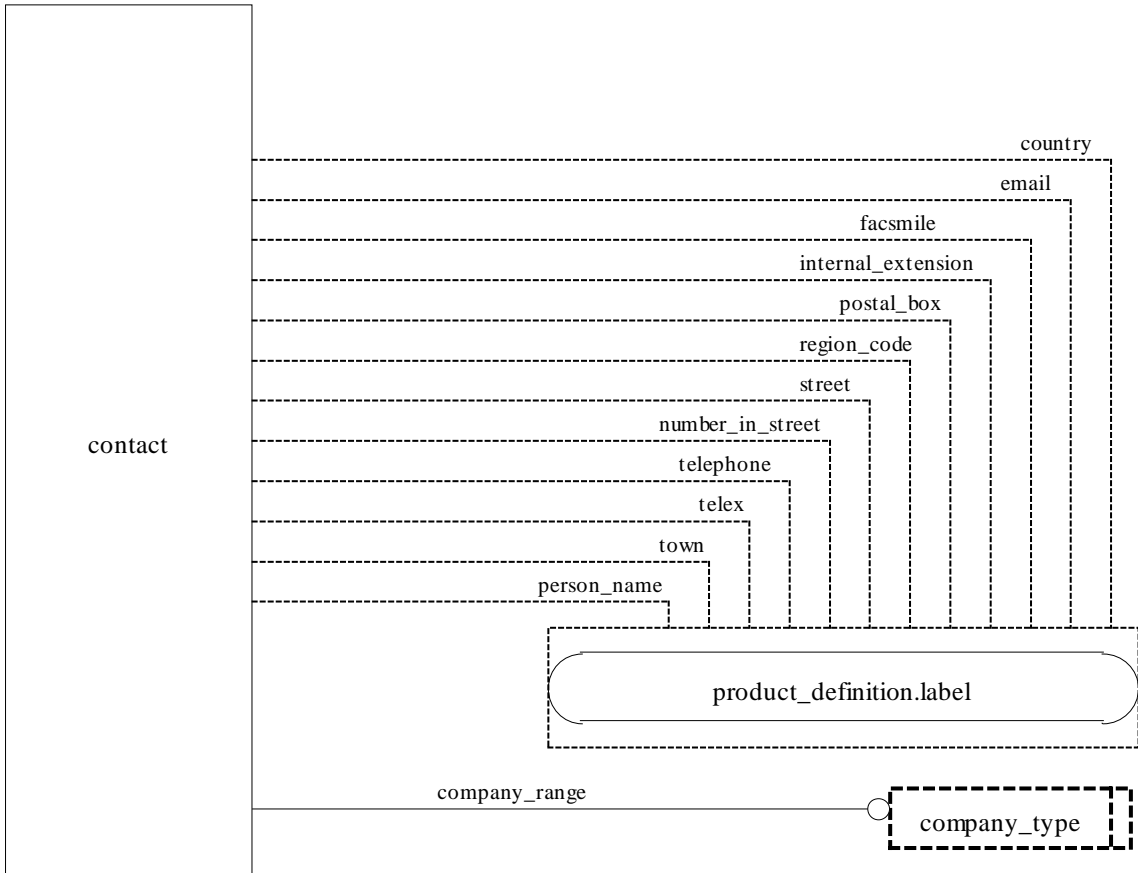 country
email
facsmile
internal_extension
postal_box
region_code
street
number_in_street
contact
telephone
telex
town
person_name
product_definition.label
company_range
company_type